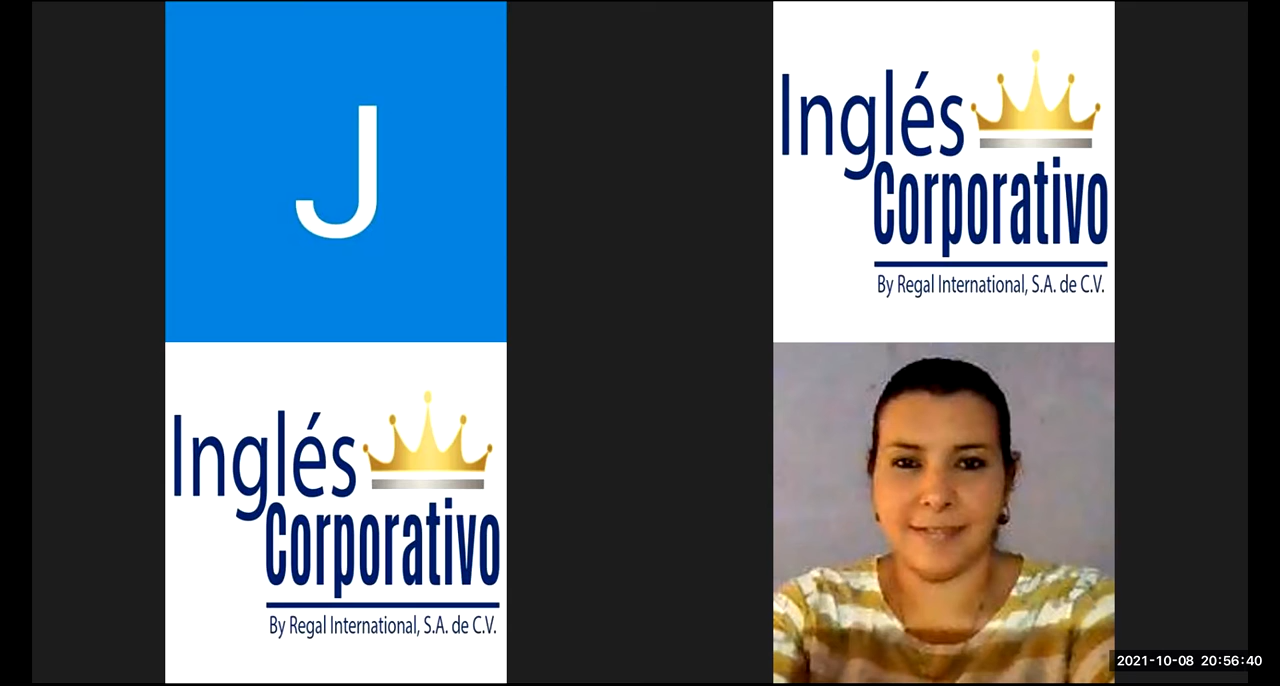 J
Inglés
Corporativo
By Regal International, S.A. de C.V.
Inglés
Corporativo
By Regal International, S.A. de C.V.
2021-10-08 20:56:40